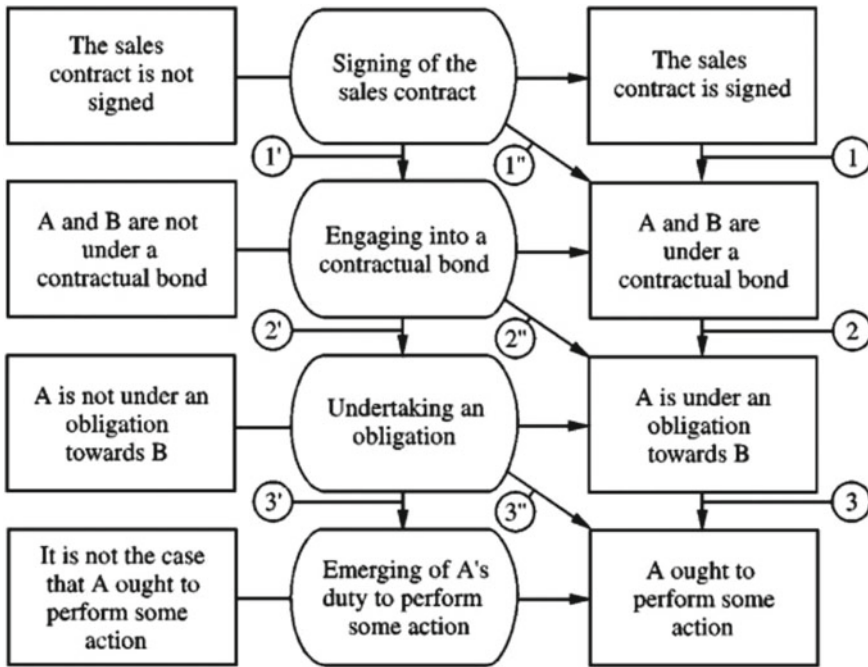 The sales
contract is not
signed
Signing of the
sales contract
The sales
contract is signed
1'
1"
1
A and B are not
under a
contractual bond
Engaging into a
contractual bond
A and B are
under a
contractual bond
2'
2"
2
A is not under an
obligation
towards B
Undertaking an
obligation
A is under an
obligation
towards B
3'
3"
3
It is not the case
that A ought to
perform some
action
Emerging of A's
duty to perform
some action
A ought to
perform some
action